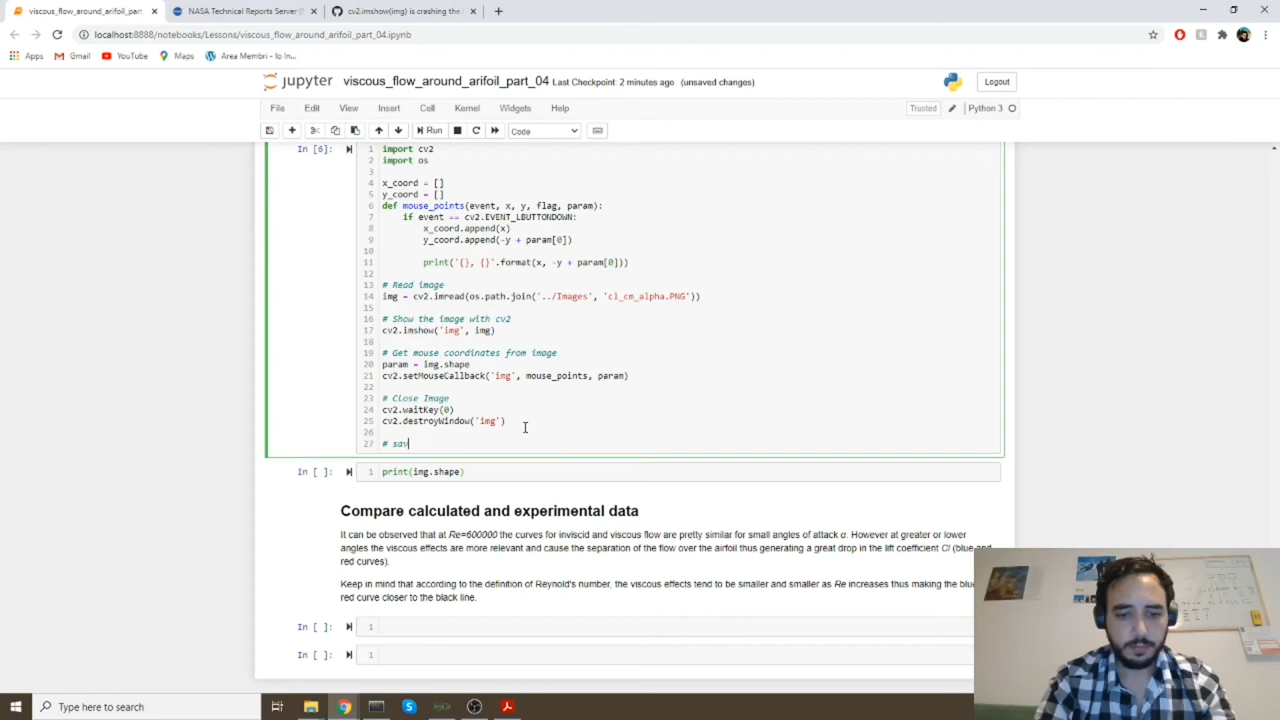 viscous_flow_around_arifoil_part_
NASA Technical Reports Server (
cv2.imshow(img) is crashing the
localhost:8888/notebooks/Lessons/viscous_flow_around_arifoil_part_04.ipynb
Apps Gmail YouTube Maps Area Membri - Io In...
jupyter viscous_flow_around_arifoil_part_04 Last Checkpoint: 2 minutes ago (unsaved changes) Logout
File Edit View Insert Cell Kernel Widgets Help Trusted Python 3
Run Code
In [6]: 1 import cv2
2 import os
3
4 x_coord = []
5 y_coord = []
6 def mouse_points(event, x, y, flag, param):
7 if event == cv2.EVENT_LBUTTONDOWN:
8 x_coord.append(x)
9 y_coord.append(-y + param[0])
10
11 print('{}, {}'.format(x, -y + param[0]))
12
13 # Read image
14 img = cv2.imread(os.path.join('../Images', 'cl_cm_alpha.PNG'))
15
16 # Show the image with cv2
17 cv2.imshow('img', img)
18
19 # Get mouse coordinates from image
20 param = img.shape
21 cv2.setMouseCallback('img', mouse_points, param)
22
23 # Close Image
24 cv2.waitKey(0)
25 cv2.destroyWindow('img')
26
27 # sav
In [ ]: 1 print(img.shape)
Compare calculated and experimental data
It can be observed that at Re=600000 the curves for inviscid and viscous flow are pretty similar for small angles of attack α. However at greater or lower
angles the viscous effects are more relevant and cause the separation of the flow over the airfoil thus generating a great drop in the lift coefficient Cl (blue and
red curves).
Keep in mind that according to the definition of Reynold's number, the viscous effects tend to be smaller and smaller as Re increases thus making the blue
red curve closer to the black line.
In [ ]: 1
In [ ]: 1
Type here to search